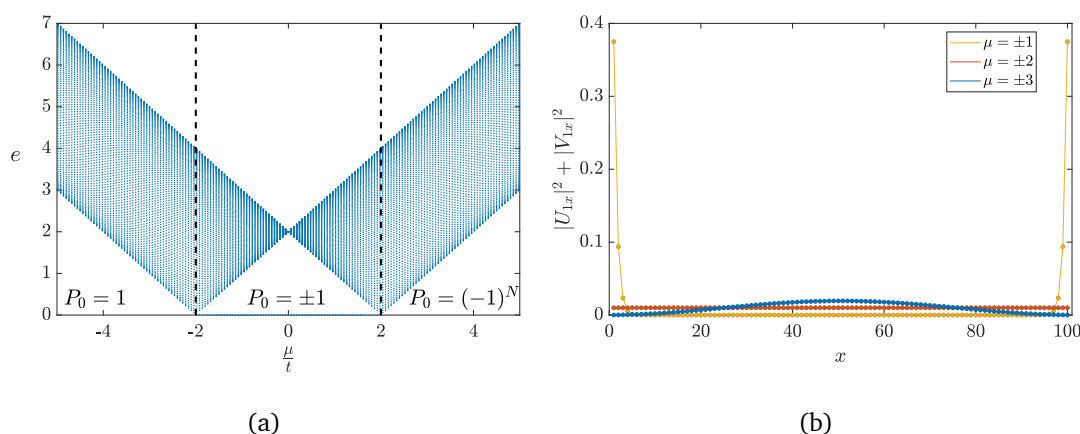 7
6
5
4
3
2
1
0
e
P₀ = 1
P₀ = ±1
P₀ = (−1)ᴺ
-4 -2 0 2 4
μ/t
(a)
0.4
0.3
0.2
0.1
0
|U₁ₓ|² + |V₁ₓ|²
μ = ±1
μ = ±2
μ = ±3
0 20 40 60 80 100
x
(b)